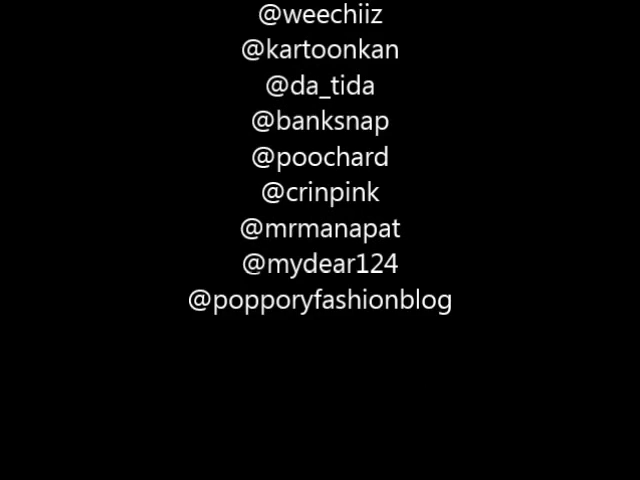 @weechiiz
@kartoonkan
@da_tida
@banksnap
@poochard
@crinpink
@mrmanapat
@mydear124
@popporyfashionblog